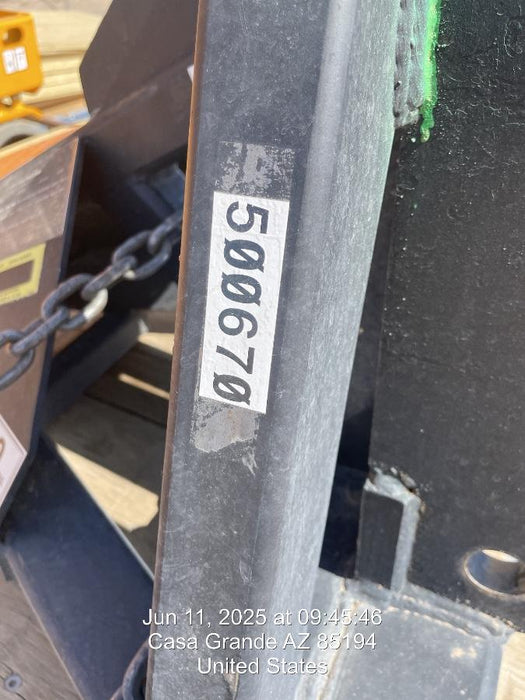 500670
Jun 11, 2025 at 09:45:46
Casa Grande AZ 85194
United States